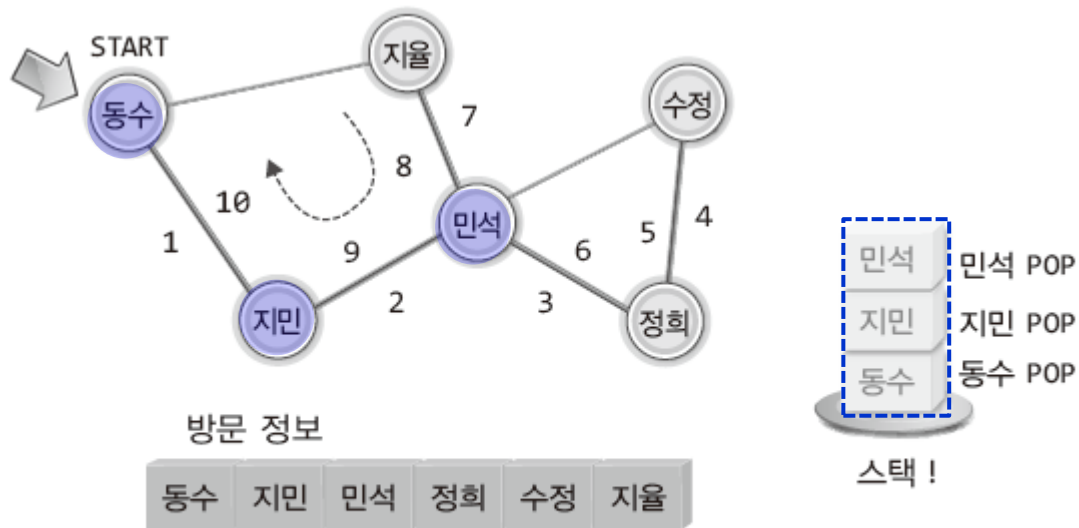 START
지율
동수
수정
7
8
10
민석
5
4
1
9
6
2
3
지민
정희
민석
민석 POP
지민
지민 POP
동수
동수 POP
방문 정보
동수 지민 민석 정희 수정 지율
스택 !